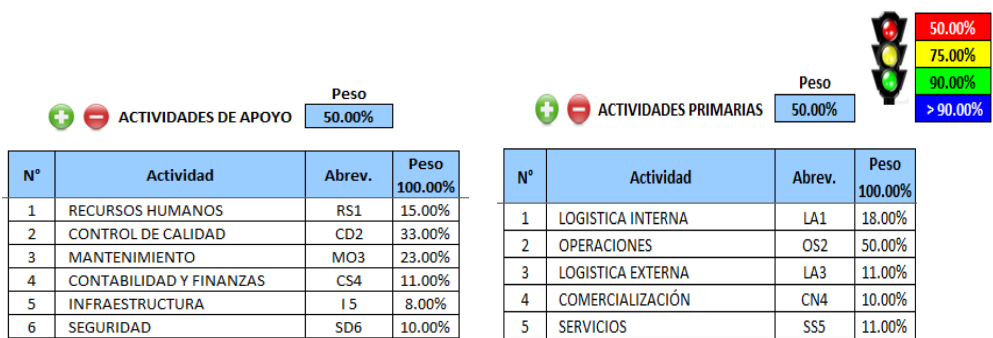 50.00%
75.00%
90.00%
> 90.00%
Peso
ACTIVIDADES DE APOYO 50.00%
N° Actividad Abrev. Peso 100.00%
1 RECURSOS HUMANOS RS1 15.00%
2 CONTROL DE CALIDAD CD2 33.00%
3 MANTENIMIENTO MO3 23.00%
4 CONTABILIDAD Y FINANZAS CS4 11.00%
5 INFRAESTRUCTURA I 5 8.00%
6 SEGURIDAD SD6 10.00%
Peso
ACTIVIDADES PRIMARIAS 50.00%
N° Actividad Abrev. Peso 100.00%
1 LOGISTICA INTERNA LA1 18.00%
2 OPERACIONES OS2 50.00%
3 LOGISTICA EXTERNA LA3 11.00%
4 COMERCIALIZACIÓN CN4 10.00%
5 SERVICIOS SS5 11.00%